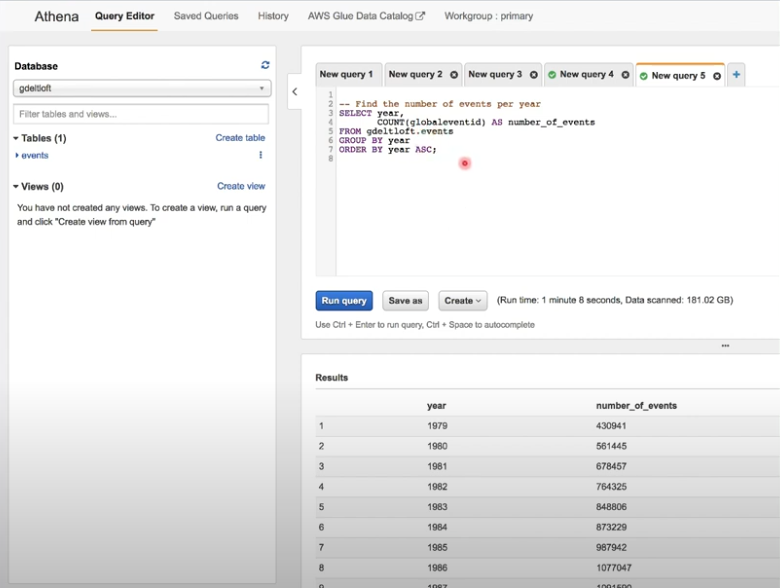 Athena Query Editor Saved Queries History AWS Glue Data Catalog Workgroup : primary
Database
gdeltloft
Filter tables and views...
Tables (1) Create table
events
Views (0) Create view
You have not created any views. To create a view, run a query
and click "Create view from query"
New query 1 New query 2 New query 3 New query 4 New query 5 +
1
2 -- Find the number of events per year
3 SELECT year,
4 COUNT(globaleventid) AS number_of_events
5 FROM gdeltloft.events
6 GROUP BY year
7 ORDER BY year ASC;
8
Run query Save as Create (Run time: 1 minute 8 seconds, Data scanned: 181.02 GB)
Use Ctrl + Enter to run query, Ctrl + Space to autocomplete
Results
year number_of_events
1 1979 430941
2 1980 561445
3 1981 678457
4 1982 764325
5 1983 848806
6 1984 873229
7 1985 987942
8 1986 1077047
9 1987